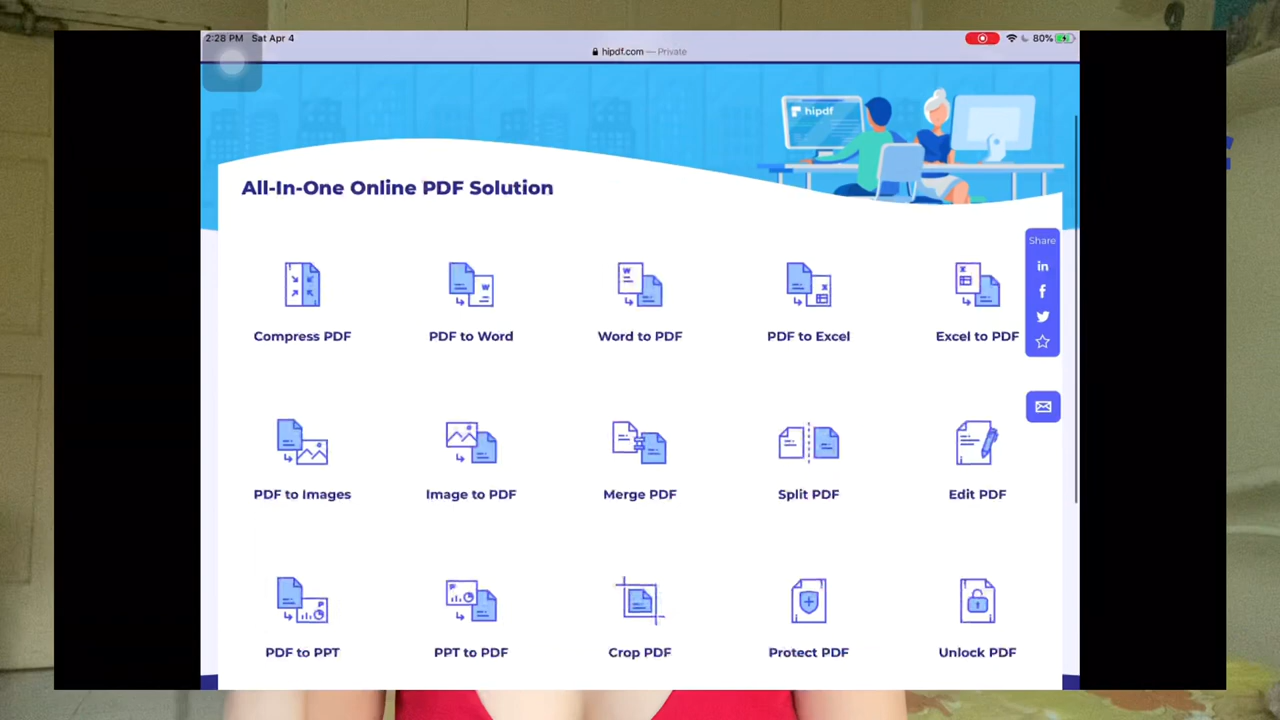 2:28 PM Sat Apr 4
80%
hipdf.com — Private
hipdf
All-In-One Online PDF Solution
Share
in
f
Compress PDF
PDF to Word
Word to PDF
PDF to Excel
Excel to PDF
PDF to Images
Image to PDF
Merge PDF
Split PDF
Edit PDF
PDF to PPT
PPT to PDF
Crop PDF
Protect PDF
Unlock PDF